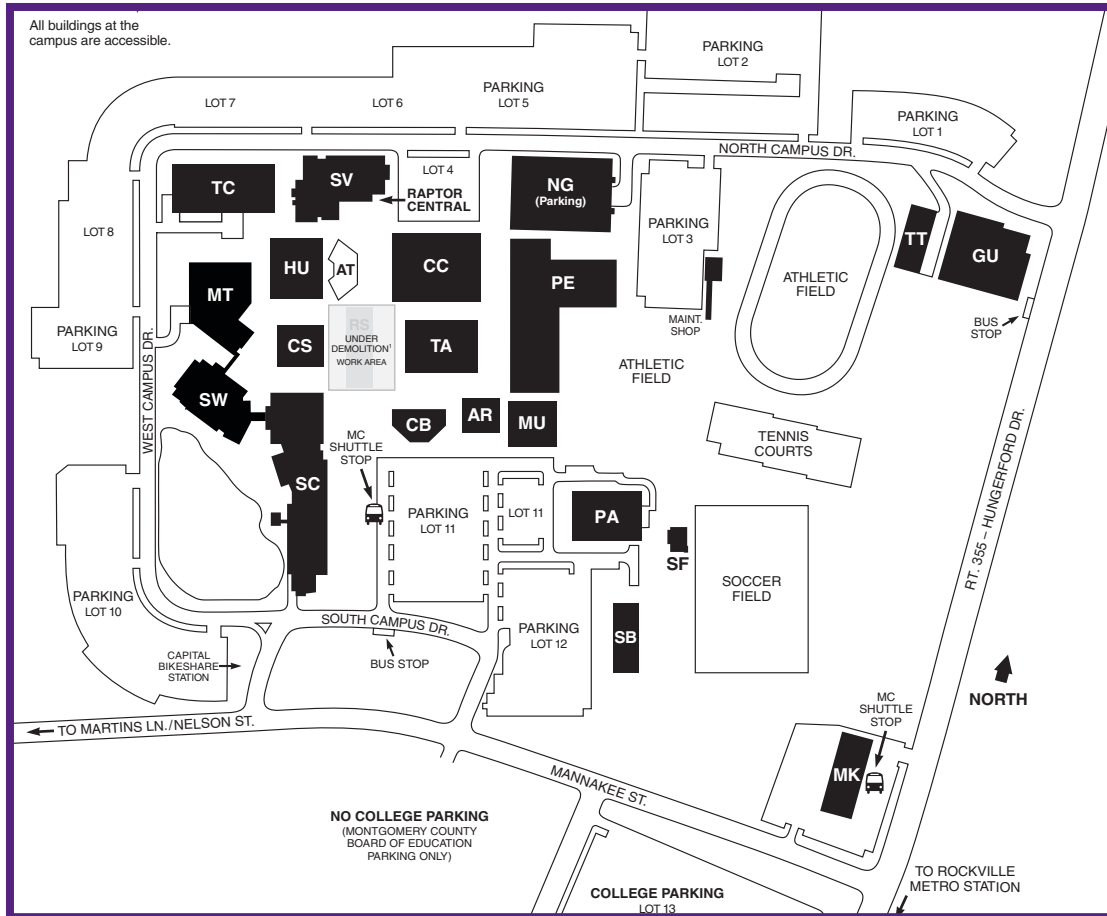 All buildings at the
campus are accessible.
PARKING
LOT 2
PARKING
LOT 5
LOT 7
LOT 6
PARKING
LOT 1
NORTH CAMPUS DR.
LOT 4
TC
SV
RAPTOR
CENTRAL
NG
(Parking)
PARKING
LOT 3
TT
GU
LOT 8
HU
AT
CC
PE
ATHLETIC
FIELD
MT
MAINT.
SHOP
BUS
STOP
PARKING
LOT 9
WEST CAMPUS DR.
CS
RS
UNDER
DEMOLITION¹
WORK AREA
TA
ATHLETIC
FIELD
SW
CB
AR
MU
TENNIS
COURTS
MC
SHUTTLE
STOP
SC
PARKING
LOT 11
LOT 11
PA
SF
RT. 355 – HUNGERFORD DR.
SOCCER
FIELD
PARKING
LOT 10
SOUTH CAMPUS DR.
PARKING
LOT 12
SB
CAPITAL
BIKESHARE
STATION
BUS STOP
NORTH
MC
SHUTTLE
STOP
TO MARTINS LN./NELSON ST.
MK
MANNAKEE ST.
NO COLLEGE PARKING
(MONTGOMERY COUNTY
BOARD OF EDUCATION
PARKING ONLY)
TO ROCKVILLE
METRO STATION
COLLEGE PARKING
LOT 13